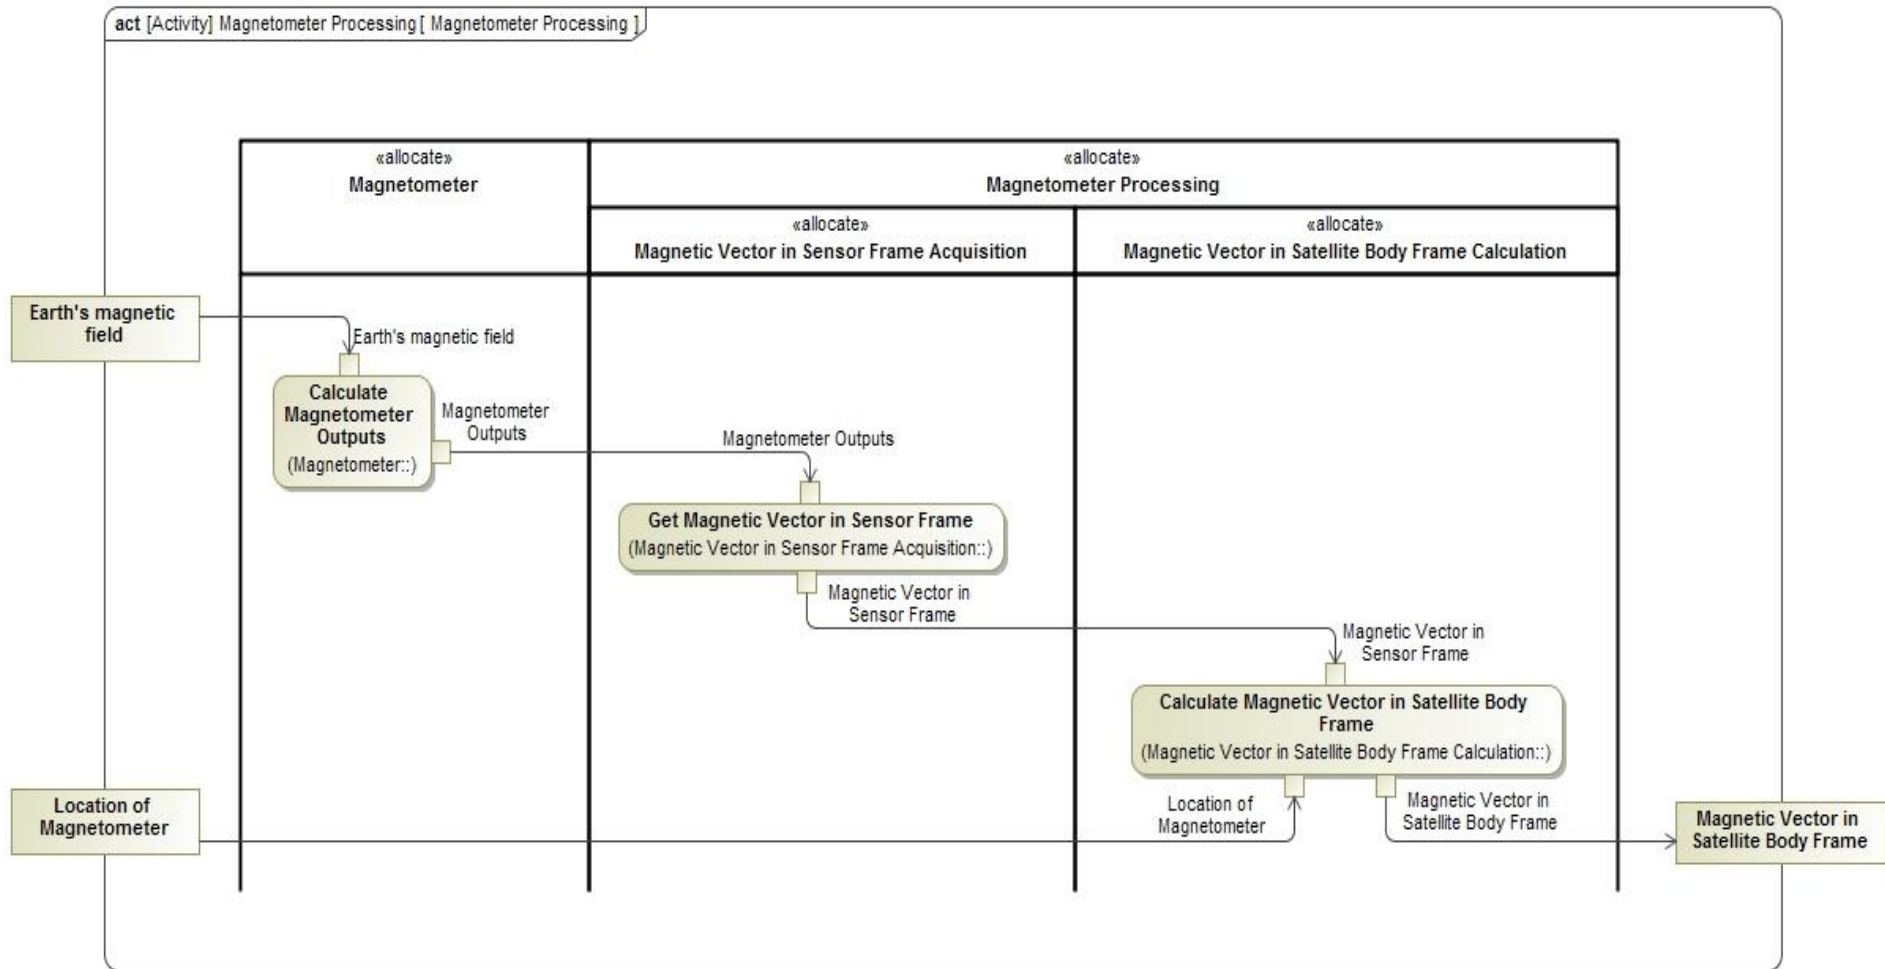 act [Activity] Magnetometer Processing [ Magnetometer Processing ]
«allocate»
Magnetometer
«allocate»
Magnetometer Processing
«allocate»
Magnetic Vector in Sensor Frame Acquisition
«allocate»
Magnetic Vector in Satellite Body Frame Calculation
Earth's magnetic
field
Earth's magnetic field
Calculate
Magnetometer
Outputs
(Magnetometer::)
Magnetometer
Outputs
Magnetometer Outputs
Get Magnetic Vector in Sensor Frame
(Magnetic Vector in Sensor Frame Acquisition::)
Magnetic Vector in
Sensor Frame
Magnetic Vector in
Sensor Frame
Calculate Magnetic Vector in Satellite Body
Frame
(Magnetic Vector in Satellite Body Frame Calculation::)
Location of
Magnetometer
Location of
Magnetometer
Magnetic Vector in
Satellite Body Frame
Magnetic Vector in
Satellite Body Frame